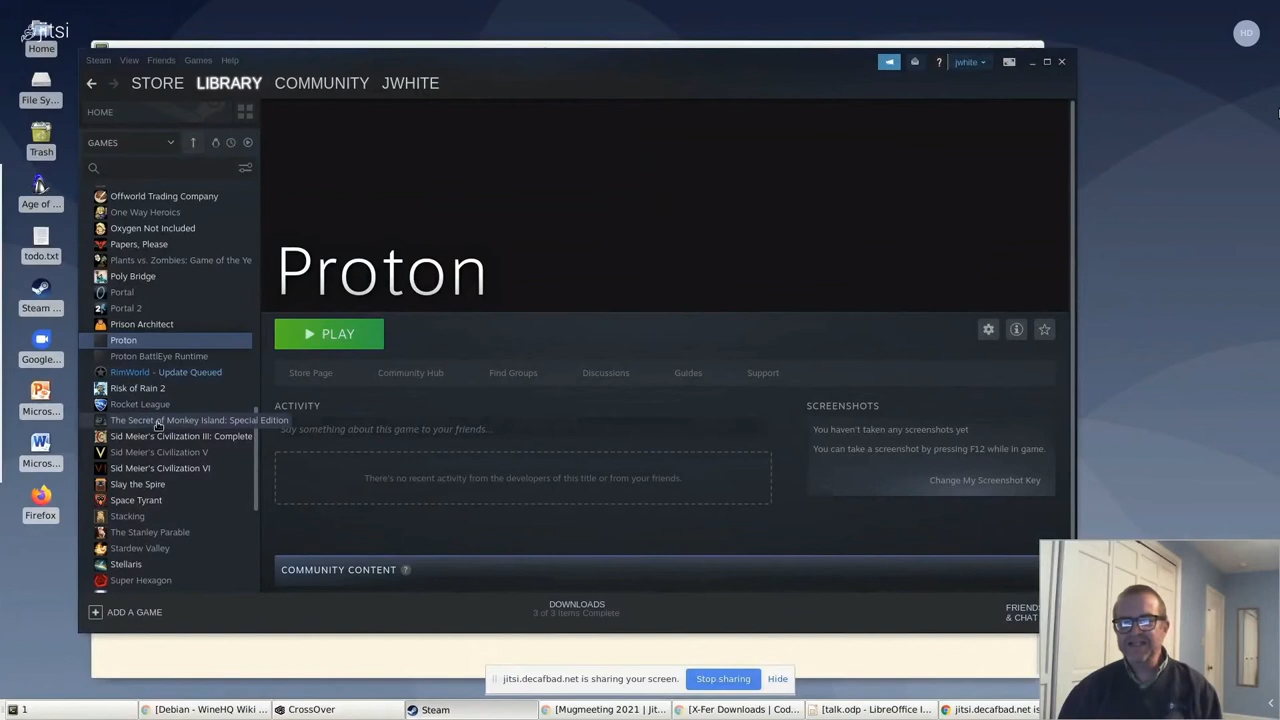 jitsi
HD
Home
File Sy...
Trash
Age of ...
todo.txt
Steam ...
Google...
Micros...
Micros...
Firefox
Steam View Friends Games Help
jwhite
STORE LIBRARY COMMUNITY JWHITE
HOME
GAMES
Offworld Trading Company
One Way Heroics
Oxygen Not Included
Papers, Please
Plants vs. Zombies: Game of the Ye
Poly Bridge
Portal
Portal 2
Prison Architect
Proton
Proton BattlEye Runtime
RimWorld - Update Queued
Risk of Rain 2
Rocket League
The Secret of Monkey Island: Special Edition
Sid Meier's Civilization III: Complete
Sid Meier's Civilization V
Sid Meier's Civilization VI
Slay the Spire
Space Tyrant
Stacking
The Stanley Parable
Stardew Valley
Stellaris
Super Hexagon
ADD A GAME
Proton
PLAY
Store Page Community Hub Find Groups Discussions Guides Support
ACTIVITY
Say something about this game to your friends...
There's no recent activity from the developers of this title or from your friends.
SCREENSHOTS
You haven't taken any screenshots yet
You can take a screenshot by pressing F12 while in game.
Change My Screenshot Key
COMMUNITY CONTENT ?
DOWNLOADS
3 of 3 Items Complete
FRIENDS
& CHAT
jitsi.decafbad.net is sharing your screen. Stop sharing Hide
1 [Debian - WineHQ Wiki ... CrossOver Steam [Mugmeeting 2021 | Jit... [X-Fer Downloads | Cod... [talk.odp - LibreOffice I... jitsi.decafbad.net is